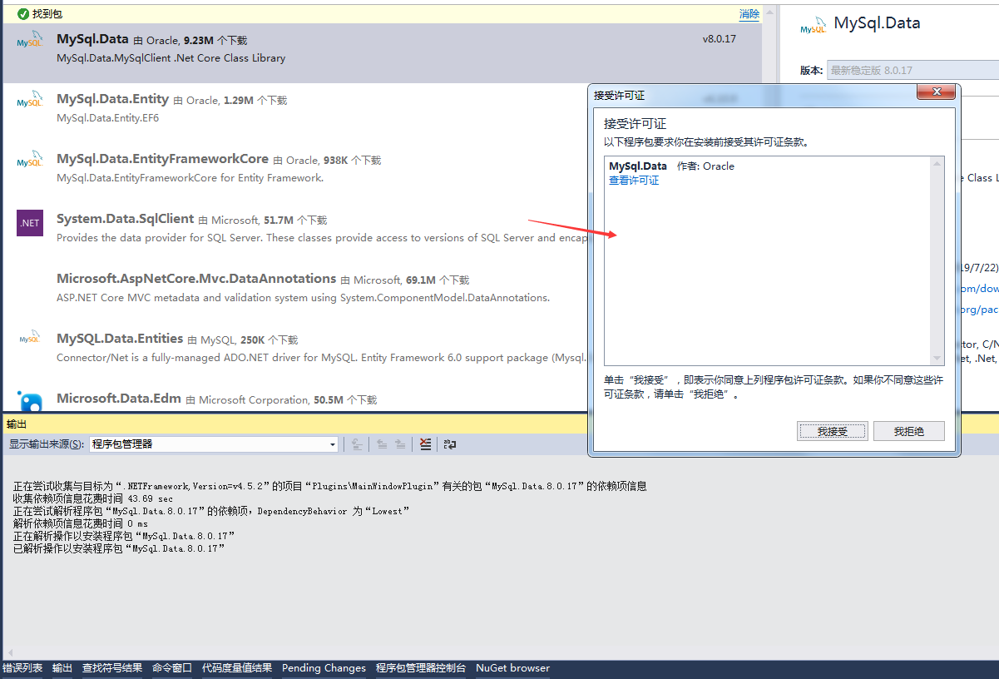 找到包
消除
MySql.Data 由 Oracle, 9.23M 个下载
v8.0.17
MySql.Data.MySqlClient .Net Core Class Library
MySql.Data.Entity 由 Oracle, 1.29M 个下载
MySql.Data.Entity.EF6
MySql.Data.EntityFrameworkCore 由 Oracle, 938K 个下载
MySql.Data.EntityFrameworkCore for Entity Framework.
.NET
System.Data.SqlClient 由 Microsoft, 51.7M 个下载
Provides the data provider for SQL Server. These classes provide access to versions of SQL Server and encap
Microsoft.AspNetCore.Mvc.DataAnnotations 由 Microsoft, 69.1M 个下载
ASP.NET Core MVC metadata and validation system using System.ComponentModel.DataAnnotations.
MySQL.Data.Entities 由 MySQL, 250K 个下载
Connector/Net is a fully-managed ADO.NET driver for MySQL. Entity Framework 6.0 support package (Mysql.
Microsoft.Data.Edm 由 Microsoft Corporation, 50.5M 个下载
MySQL. MySql.Data
版本: 最新稳定版 8.0.17
接受许可证
接受许可证
以下程序包要求你在安装前接受其许可证条款。
MySql.Data 作者: Oracle
查看许可证
单击“我接受”，即表示你同意上列程序包许可证条款。如果你不同意这些许
可证条款，请单击“我拒绝”。
我接受 我拒绝
e Class L
19/7/22)
om/dow
org/pac
tor, C/N
et, .Net,
输出
显示输出来源(S): 程序包管理器
正在尝试收集与目标为“.NETFramework,Version=v4.5.2”的项目“Plugins\MainWindowPlugin”有关的包“MySql.Data.8.0.17”的依赖项信息
收集依赖项信息花费时间 43.69 sec
正在尝试解析程序包“MySql.Data.8.0.17”的依赖项，DependencyBehavior 为“Lowest”
解析依赖项信息花费时间 0 ms
正在解析操作以安装程序包“MySql.Data.8.0.17”
已解析操作以安装程序包“MySql.Data.8.0.17”
错误列表 输出 查找符号结果 命令窗口 代码度量值结果 Pending Changes 程序包管理器控制台 NuGet browser